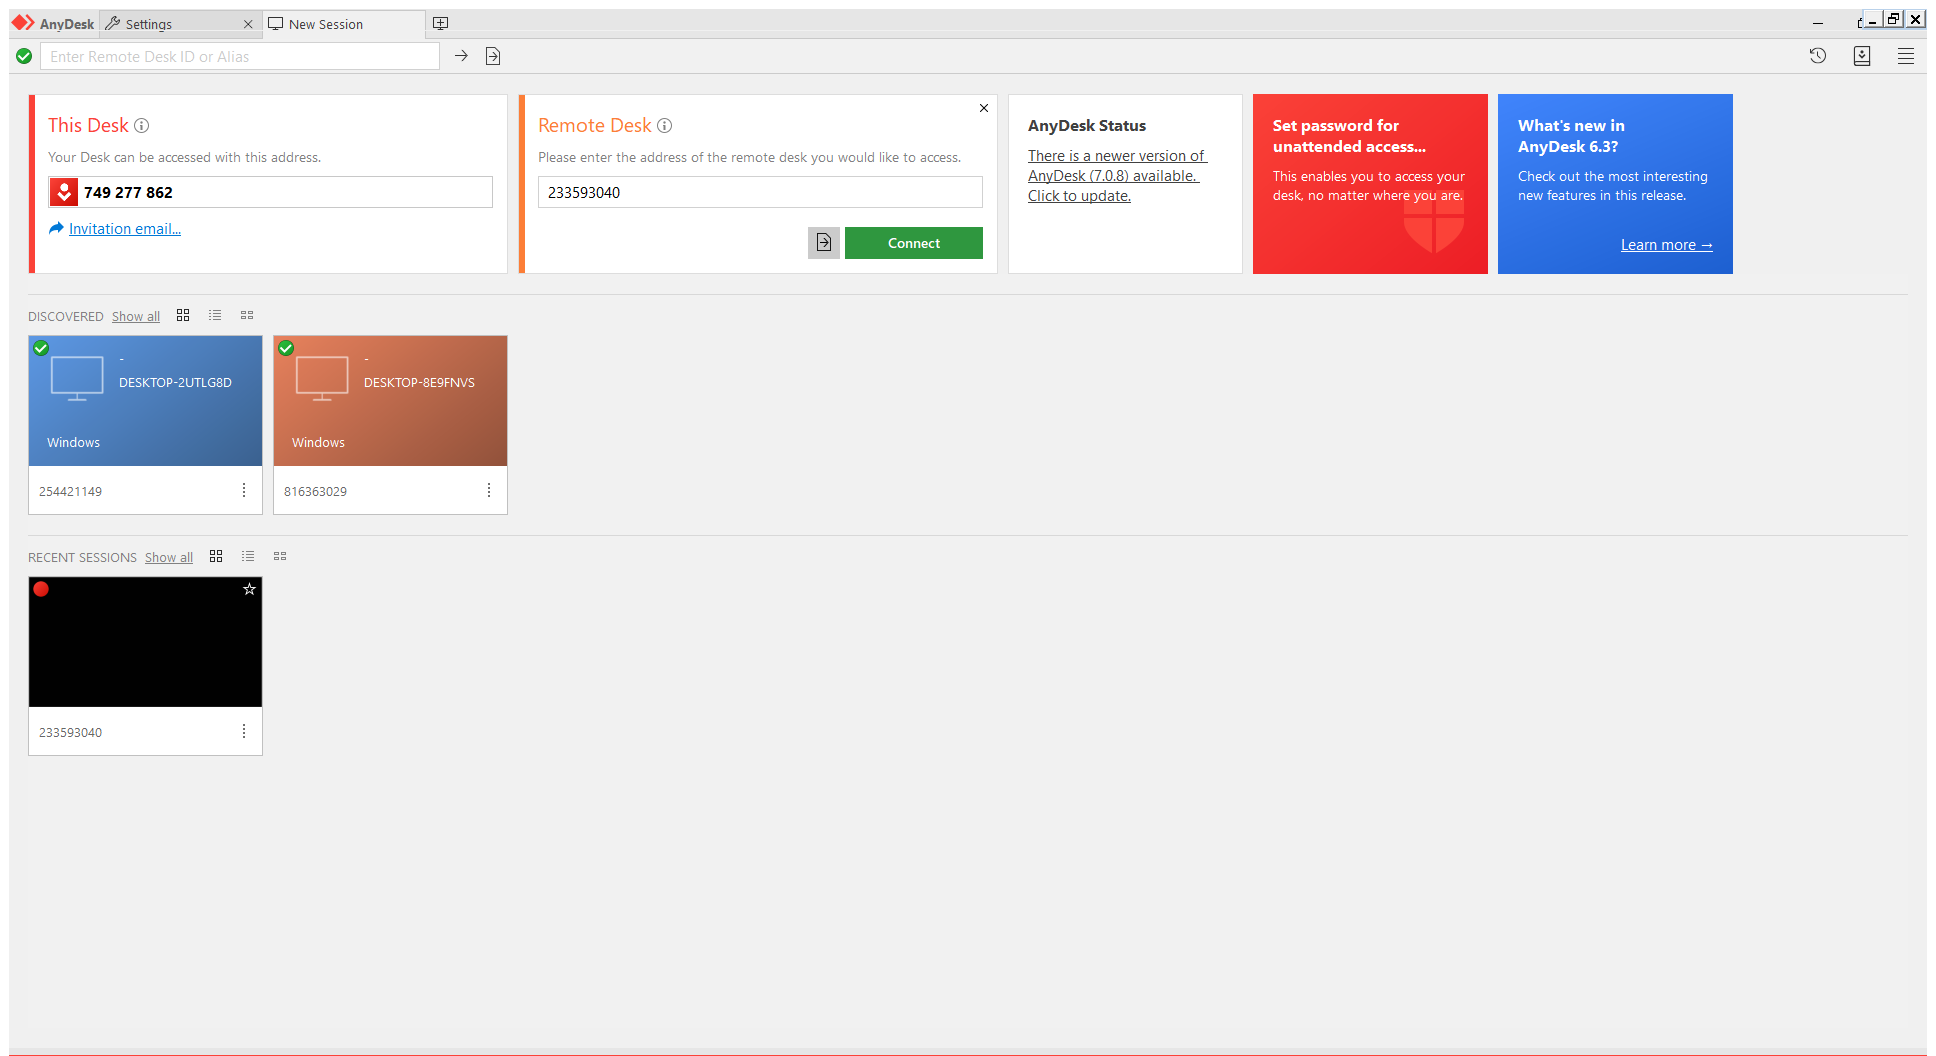 AnyDesk
Settings
New Session
Enter Remote Desk ID or Alias
This Desk
Your Desk can be accessed with this address.
749 277 862
Invitation email...
Remote Desk
Please enter the address of the remote desk you would like to access.
233593040
Connect
AnyDesk Status
There is a newer version of
AnyDesk (7.0.8) available.
Click to update.
Set password for
unattended access...
This enables you to access your
desk, no matter where you are.
What's new in
AnyDesk 6.3?
Check out the most interesting
new features in this release.
Learn more →
DISCOVERED Show all
-
DESKTOP-2UTLG8D
Windows
254421149
-
DESKTOP-8E9FNVS
Windows
816363029
RECENT SESSIONS Show all
233593040